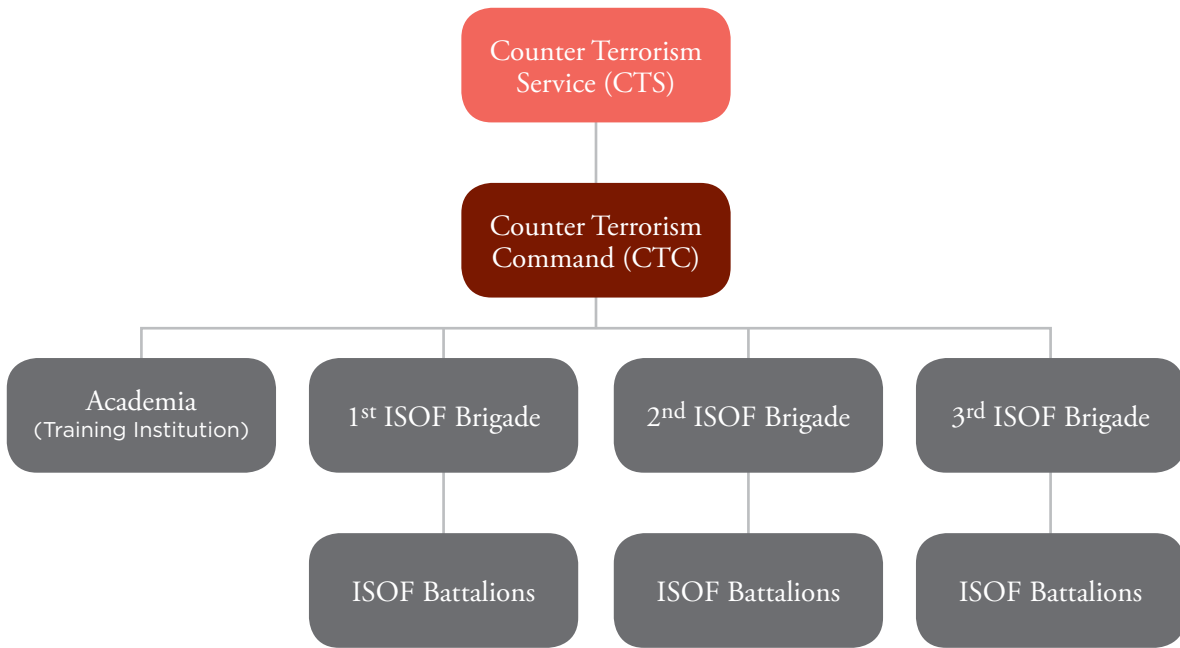 Counter Terrorism
Service (CTS)
Counter Terrorism
Command (CTC)
Academia
(Training Institution)
1st ISOF Brigade
2nd ISOF Brigade
3rd ISOF Brigade
ISOF Battalions
ISOF Battalions
ISOF Battalions